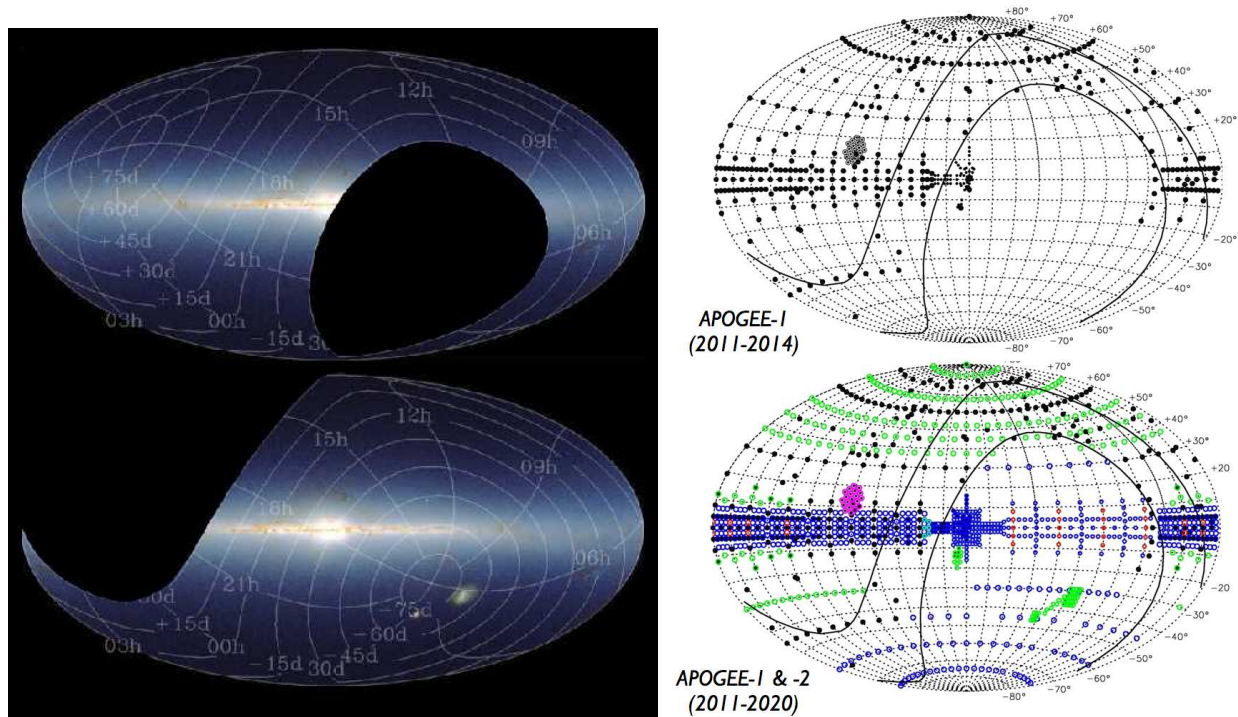 12h
15h
09h
+75d
18h
+60d
06h
+45d
21h
+30d
+15d
03h
00h
−15d
12h
15h
09h
18h
06h
21h
−75d
+15d
−60d
03h
00h
−45d
−15d
30d
+80°
+70°
+60°
+50°
+40°
+30°
+20°
−20°
−30°
−40°
−50°
−60°
−70°
−80°
APOGEE-1
(2011-2014)
+80°
+70°
+60°
+50°
+40°
+30°
+20
−20
−30°
−40°
−50°
−60°
−70°
−80°
APOGEE-1 & -2
(2011-2020)